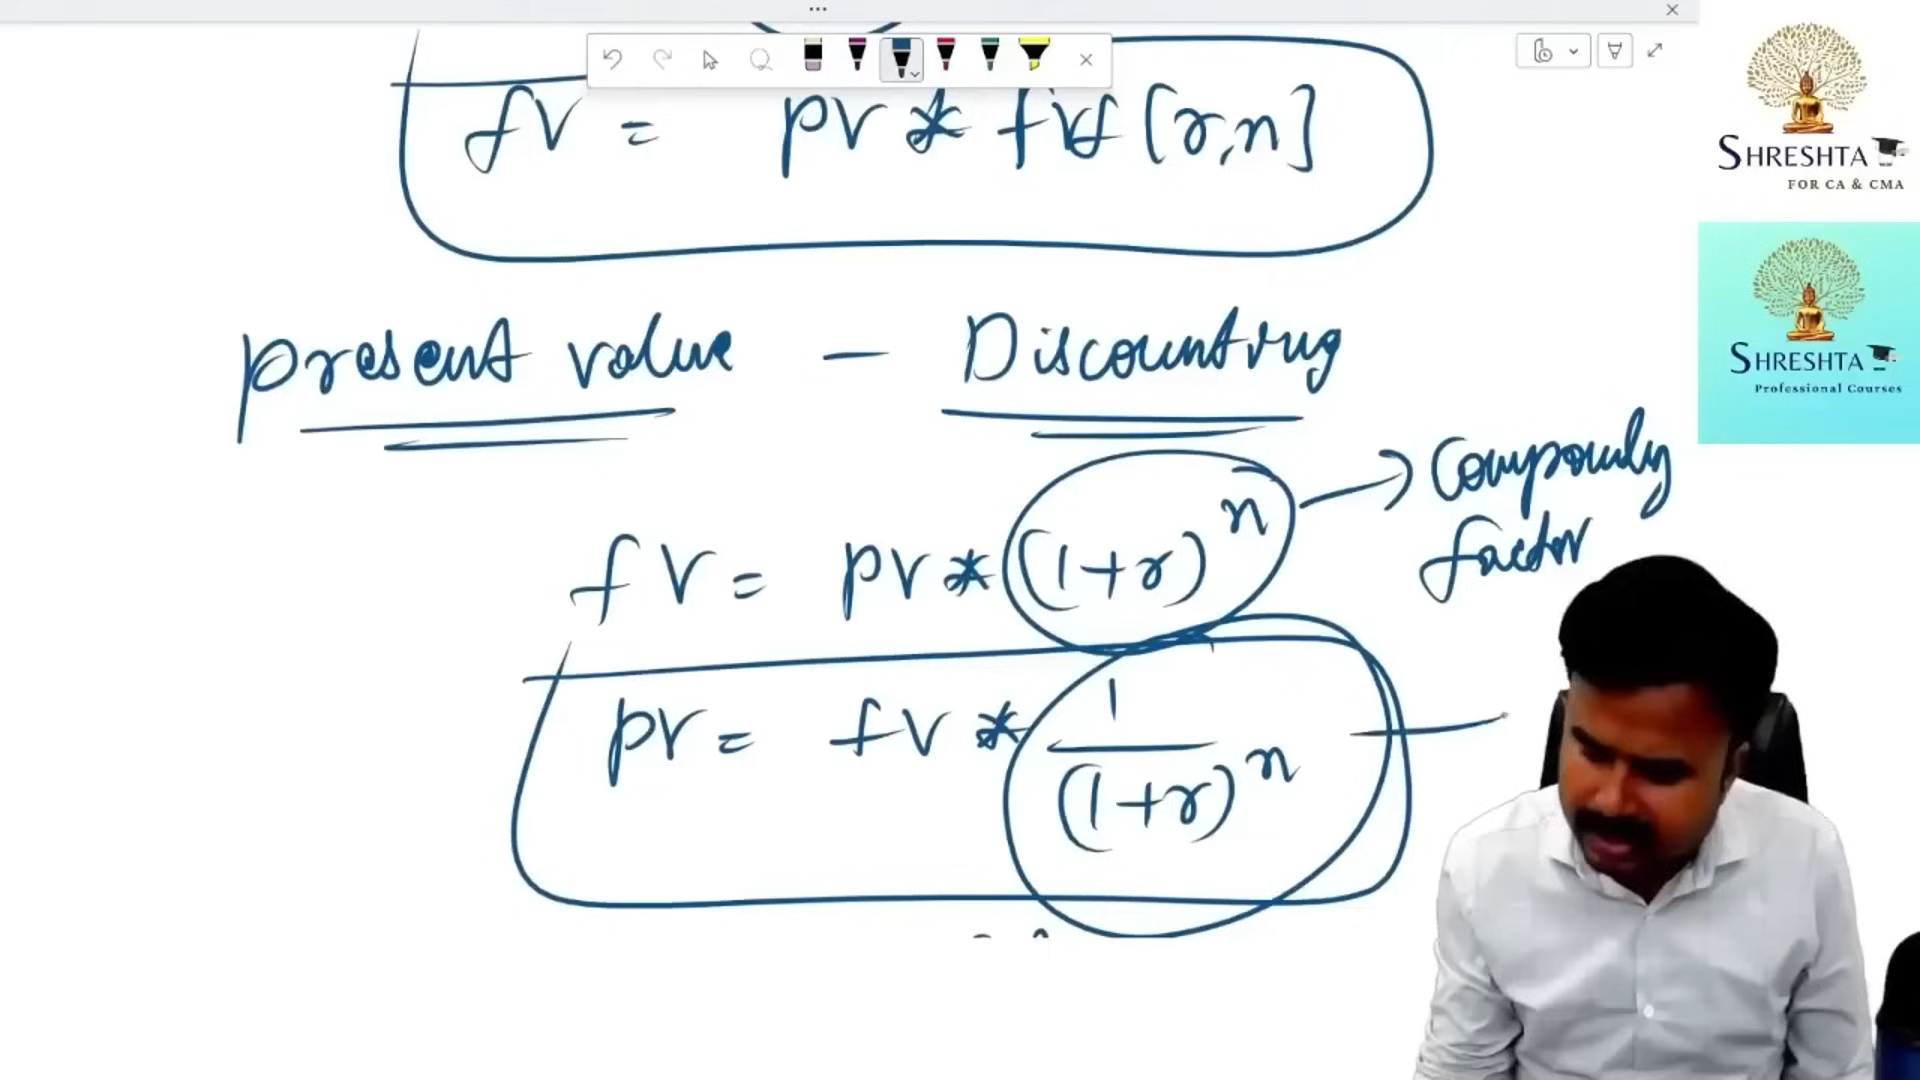 fV = pV * fvf [r,n]
SHRESHTA
FOR CA & CMA
present value – Discounting
SHRESHTA
Professional Courses
fV = pV * (1+r)^n → Compoundg
factor
pV = fV * 1/(1+r)^n